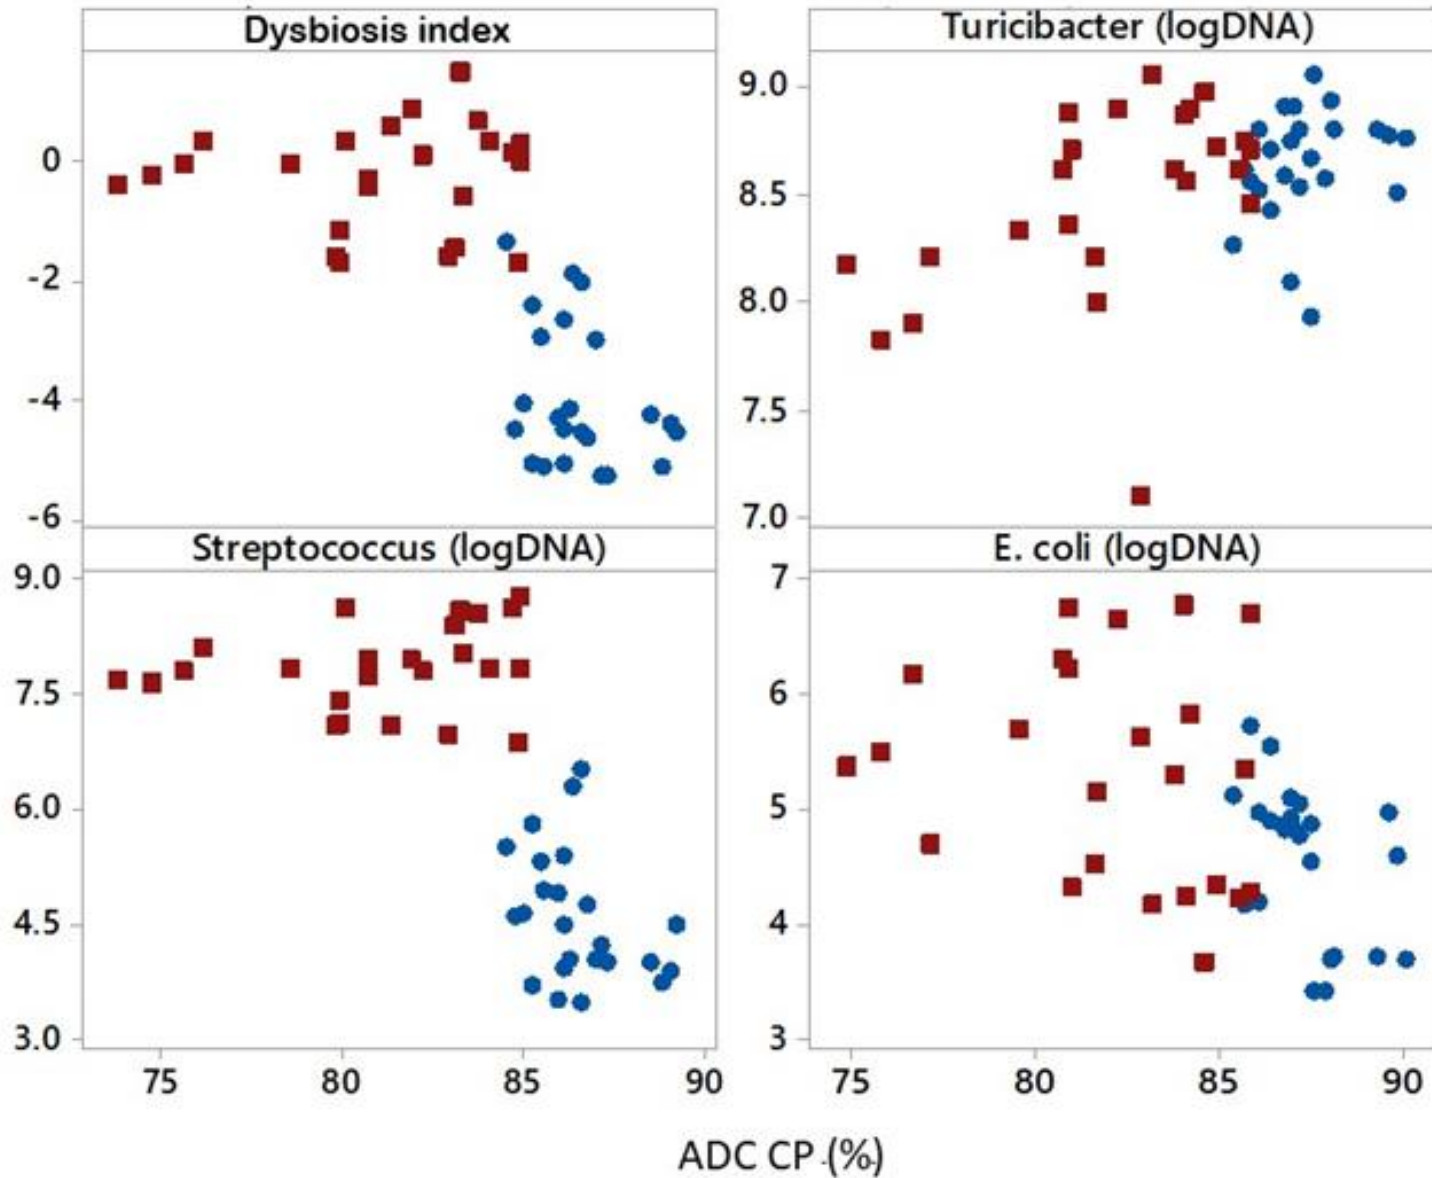 Dysbiosis index
Turicibacter (logDNA)
0
-2
-4
-6
9.0
8.5
8.0
7.5
7.0
Streptococcus (logDNA)
E. coli (logDNA)
9.0
7.5
6.0
4.5
3.0
7
6
5
4
3
75 80 85 90
75 80 85 90
ADC CP (%)